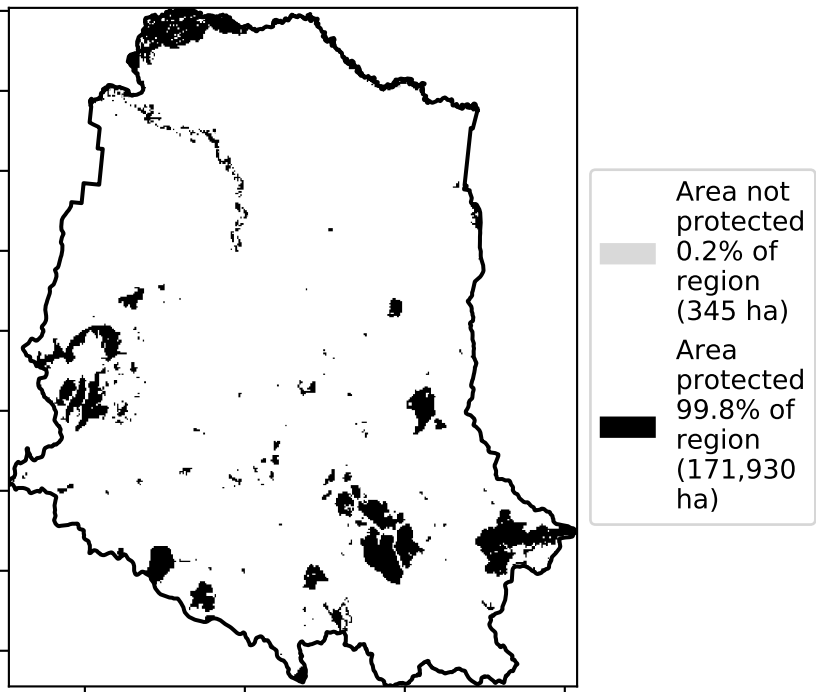 Area not
protected
0.2% of
region
(345 ha)
Area
protected
99.8% of
region
(171,930
ha)